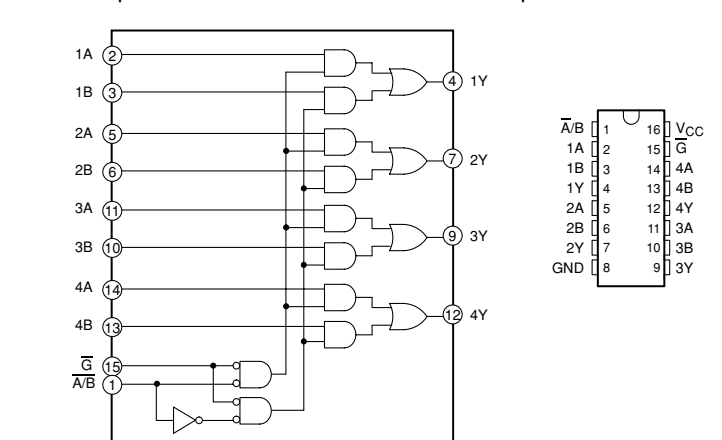 1A 2
1B 3
4 1Y
2A 5
2B 6
7 2Y
3A 11
3B 10
9 3Y
4A 14
4B 13
12 4Y
G̅ 15
A̅/̅B̅ 1
A̅/B 1 16 VCC
1A 2 15 G̅
1B 3 14 4A
1Y 4 13 4B
2A 5 12 4Y
2B 6 11 3A
2Y 7 10 3B
GND 8 9 3Y